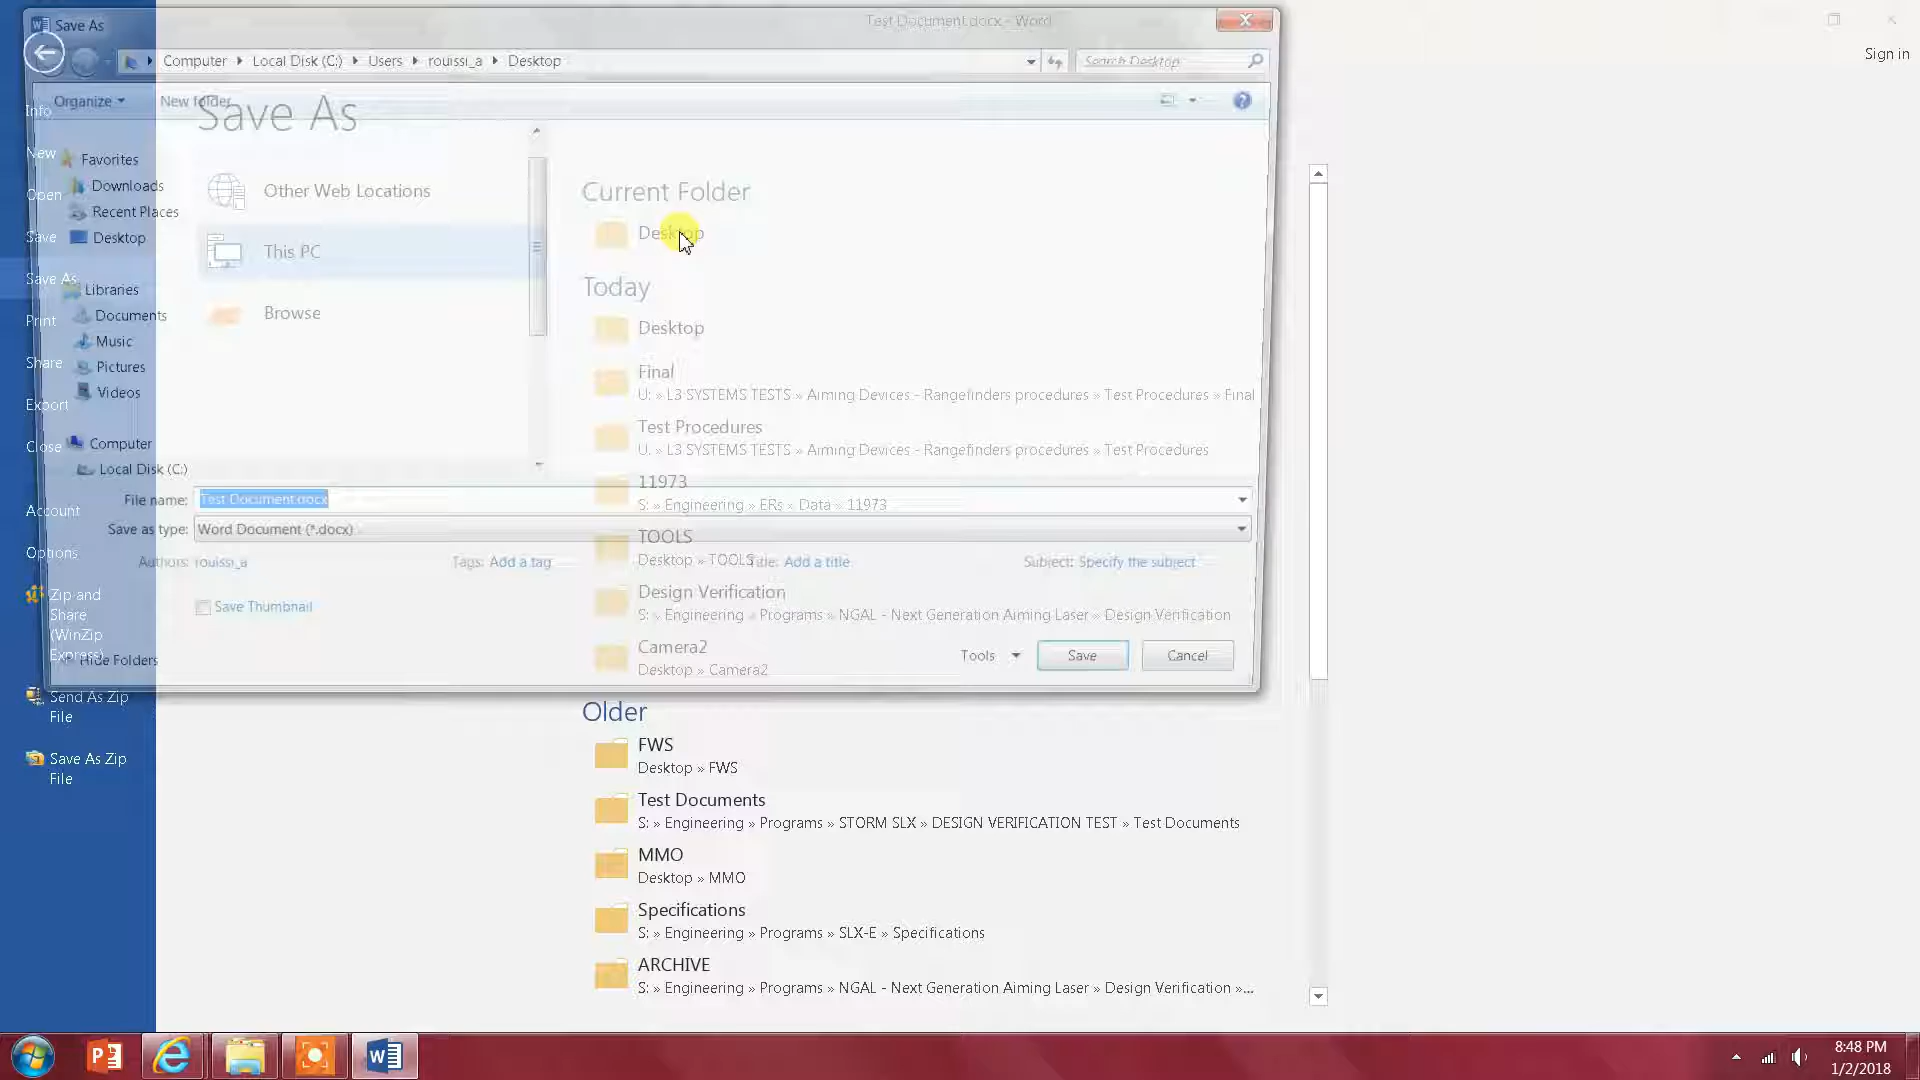 Save As
Test Document.docx - Word
Sign in
Computer
Local Disk (C:)
Users
rouissi_a
Desktop
Search Desktop
Organize
New folder
Save As
Info
New
Open
Save
Save As
Print
Share
Export
Close
Account
Options
Zip and
Share
(WinZip
Express)
Send As Zip
File
Save As Zip
File
Favorites
Downloads
Recent Places
Desktop
Libraries
Documents
Music
Pictures
Videos
Computer
Local Disk (C:)
Other Web Locations
This PC
Browse
Current Folder
Desktop
Today
Desktop
Final
U: » L3 SYSTEMS TESTS » Aiming Devices - Rangefinders procedures » Test Procedures » Final
Test Procedures
U: » L3 SYSTEMS TESTS » Aiming Devices - Rangefinders procedures » Test Procedures
11973
S: » Engineering » ERs » Data » 11973
TOOLS
Desktop » TOOLS
Design Verification
S: » Engineering » Programs » NGAL - Next Generation Aiming Laser » Design Verification
Camera2
Desktop » Camera2
File name: Test Document.docx
Save as type: Word Document (*.docx)
Authors: rouissi_a
Tags: Add a tag
Title: Add a title
Subject: Specify the subject
Save Thumbnail
Hide Folders
Tools
Save
Cancel
Older
FWS
Desktop » FWS
Test Documents
S: » Engineering » Programs » STORM SLX » DESIGN VERIFICATION TEST » Test Documents
MMO
Desktop » MMO
Specifications
S: » Engineering » Programs » SLX-E » Specifications
ARCHIVE
S: » Engineering » Programs » NGAL - Next Generation Aiming Laser » Design Verification »...
8:48 PM
1/2/2018